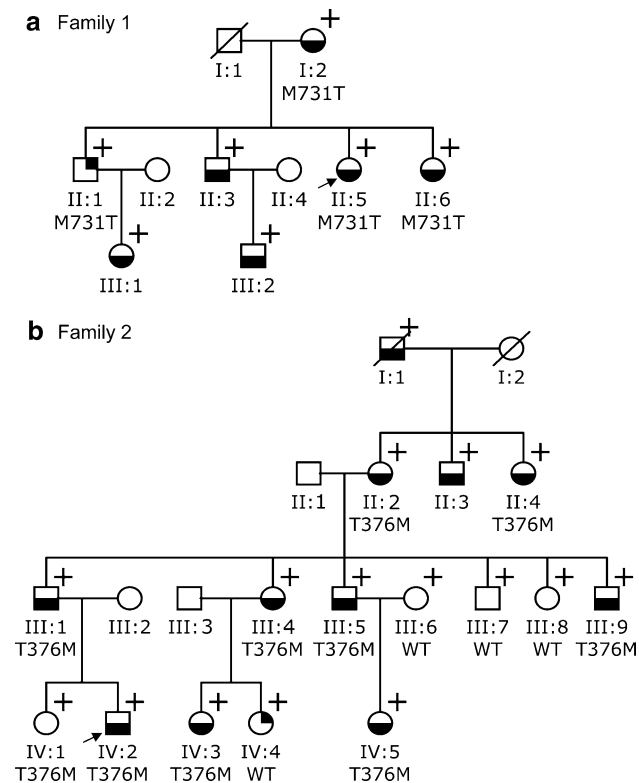 a Family 1
+
I:1 I:2
M731T
+ + + +
II:1 II:2 II:3 II:4 II:5 II:6
M731T M731T M731T
+ +
III:1 III:2
b Family 2
+
I:1 I:2
+ + +
II:1 II:2 II:3 II:4
T376M T376M
+ + + + + + +
III:1 III:2 III:3 III:4 III:5 III:6 III:7 III:8 III:9
T376M T376M T376M WT WT WT T376M
+ + + + +
IV:1 IV:2 IV:3 IV:4 IV:5
T376M T376M T376M WT T376M